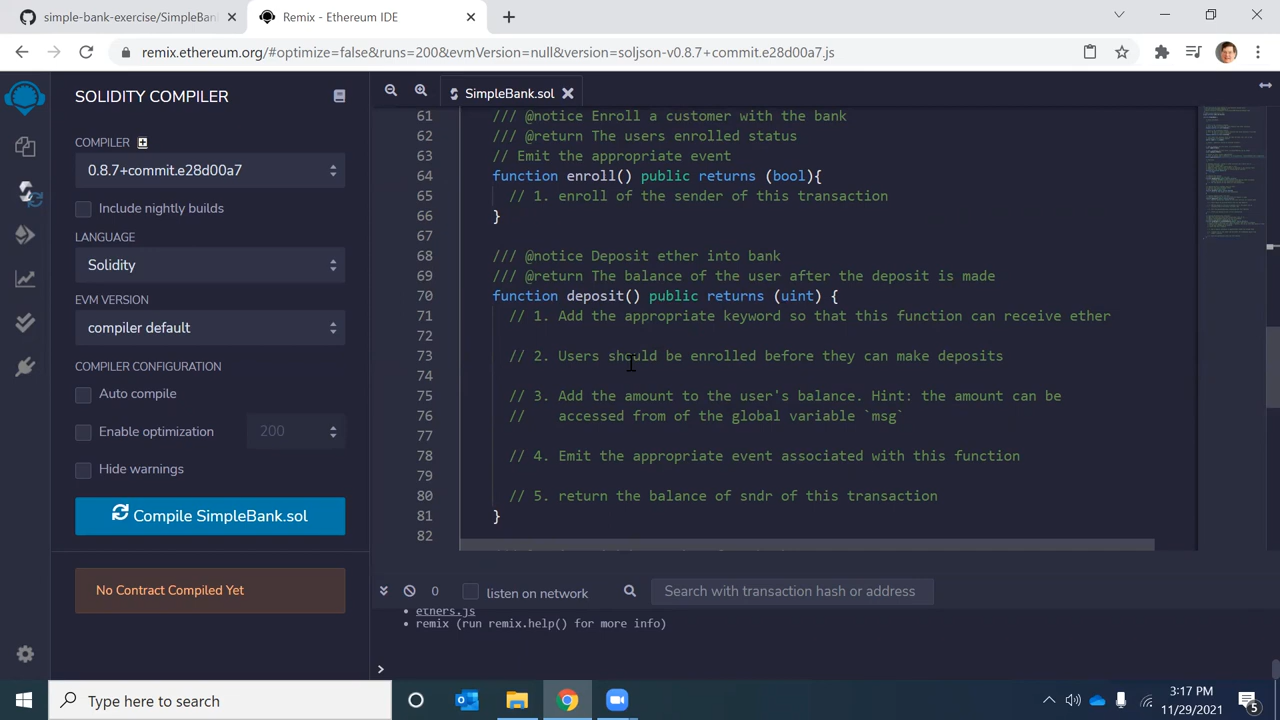 simple-bank-exercise/SimpleBan
Remix - Ethereum IDE
remix.ethereum.org/#optimize=false&runs=200&evmVersion=null&version=soljson-v0.8.7+commit.e28d00a7.js
SOLIDITY COMPILER
COMPILER
0.8.7+commit.e28d00a7
Include nightly builds
LANGUAGE
Solidity
EVM VERSION
compiler default
COMPILER CONFIGURATION
Auto compile
Enable optimization
200
Hide warnings
Compile SimpleBank.sol
No Contract Compiled Yet
SimpleBank.sol
61 /// @notice Enroll a customer with the bank
62 /// @return The users enrolled status
63 // Emit the appropriate event
64 function enroll() public returns (bool){
65 // 1. enroll of the sender of this transaction
66 }
67
68 /// @notice Deposit ether into bank
69 /// @return The balance of the user after the deposit is made
70 function deposit() public returns (uint) {
71 // 1. Add the appropriate keyword so that this function can receive ether
72
73 // 2. Users should be enrolled before they can make deposits
74
75 // 3. Add the amount to the user's balance. Hint: the amount can be
76 // accessed from of the global variable `msg`
77
78 // 4. Emit the appropriate event associated with this function
79
80 // 5. return the balance of sndr of this transaction
81 }
82
0
listen on network
Search with transaction hash or address
• ethers.js
• remix (run remix.help() for more info)
>
Type here to search
3:17 PM
11/29/2021
5